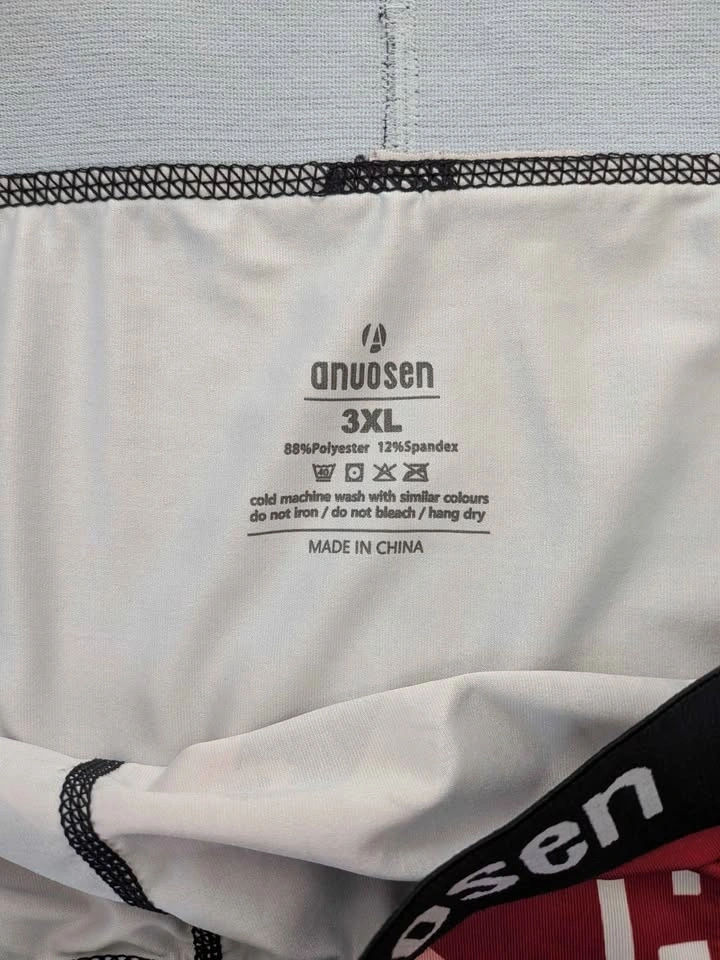 anuosen
3XL
88%Polyester 12%Spandex
40
cold machine wash with similar colours
do not iron / do not bleach / hang dry
MADE IN CHINA
osen